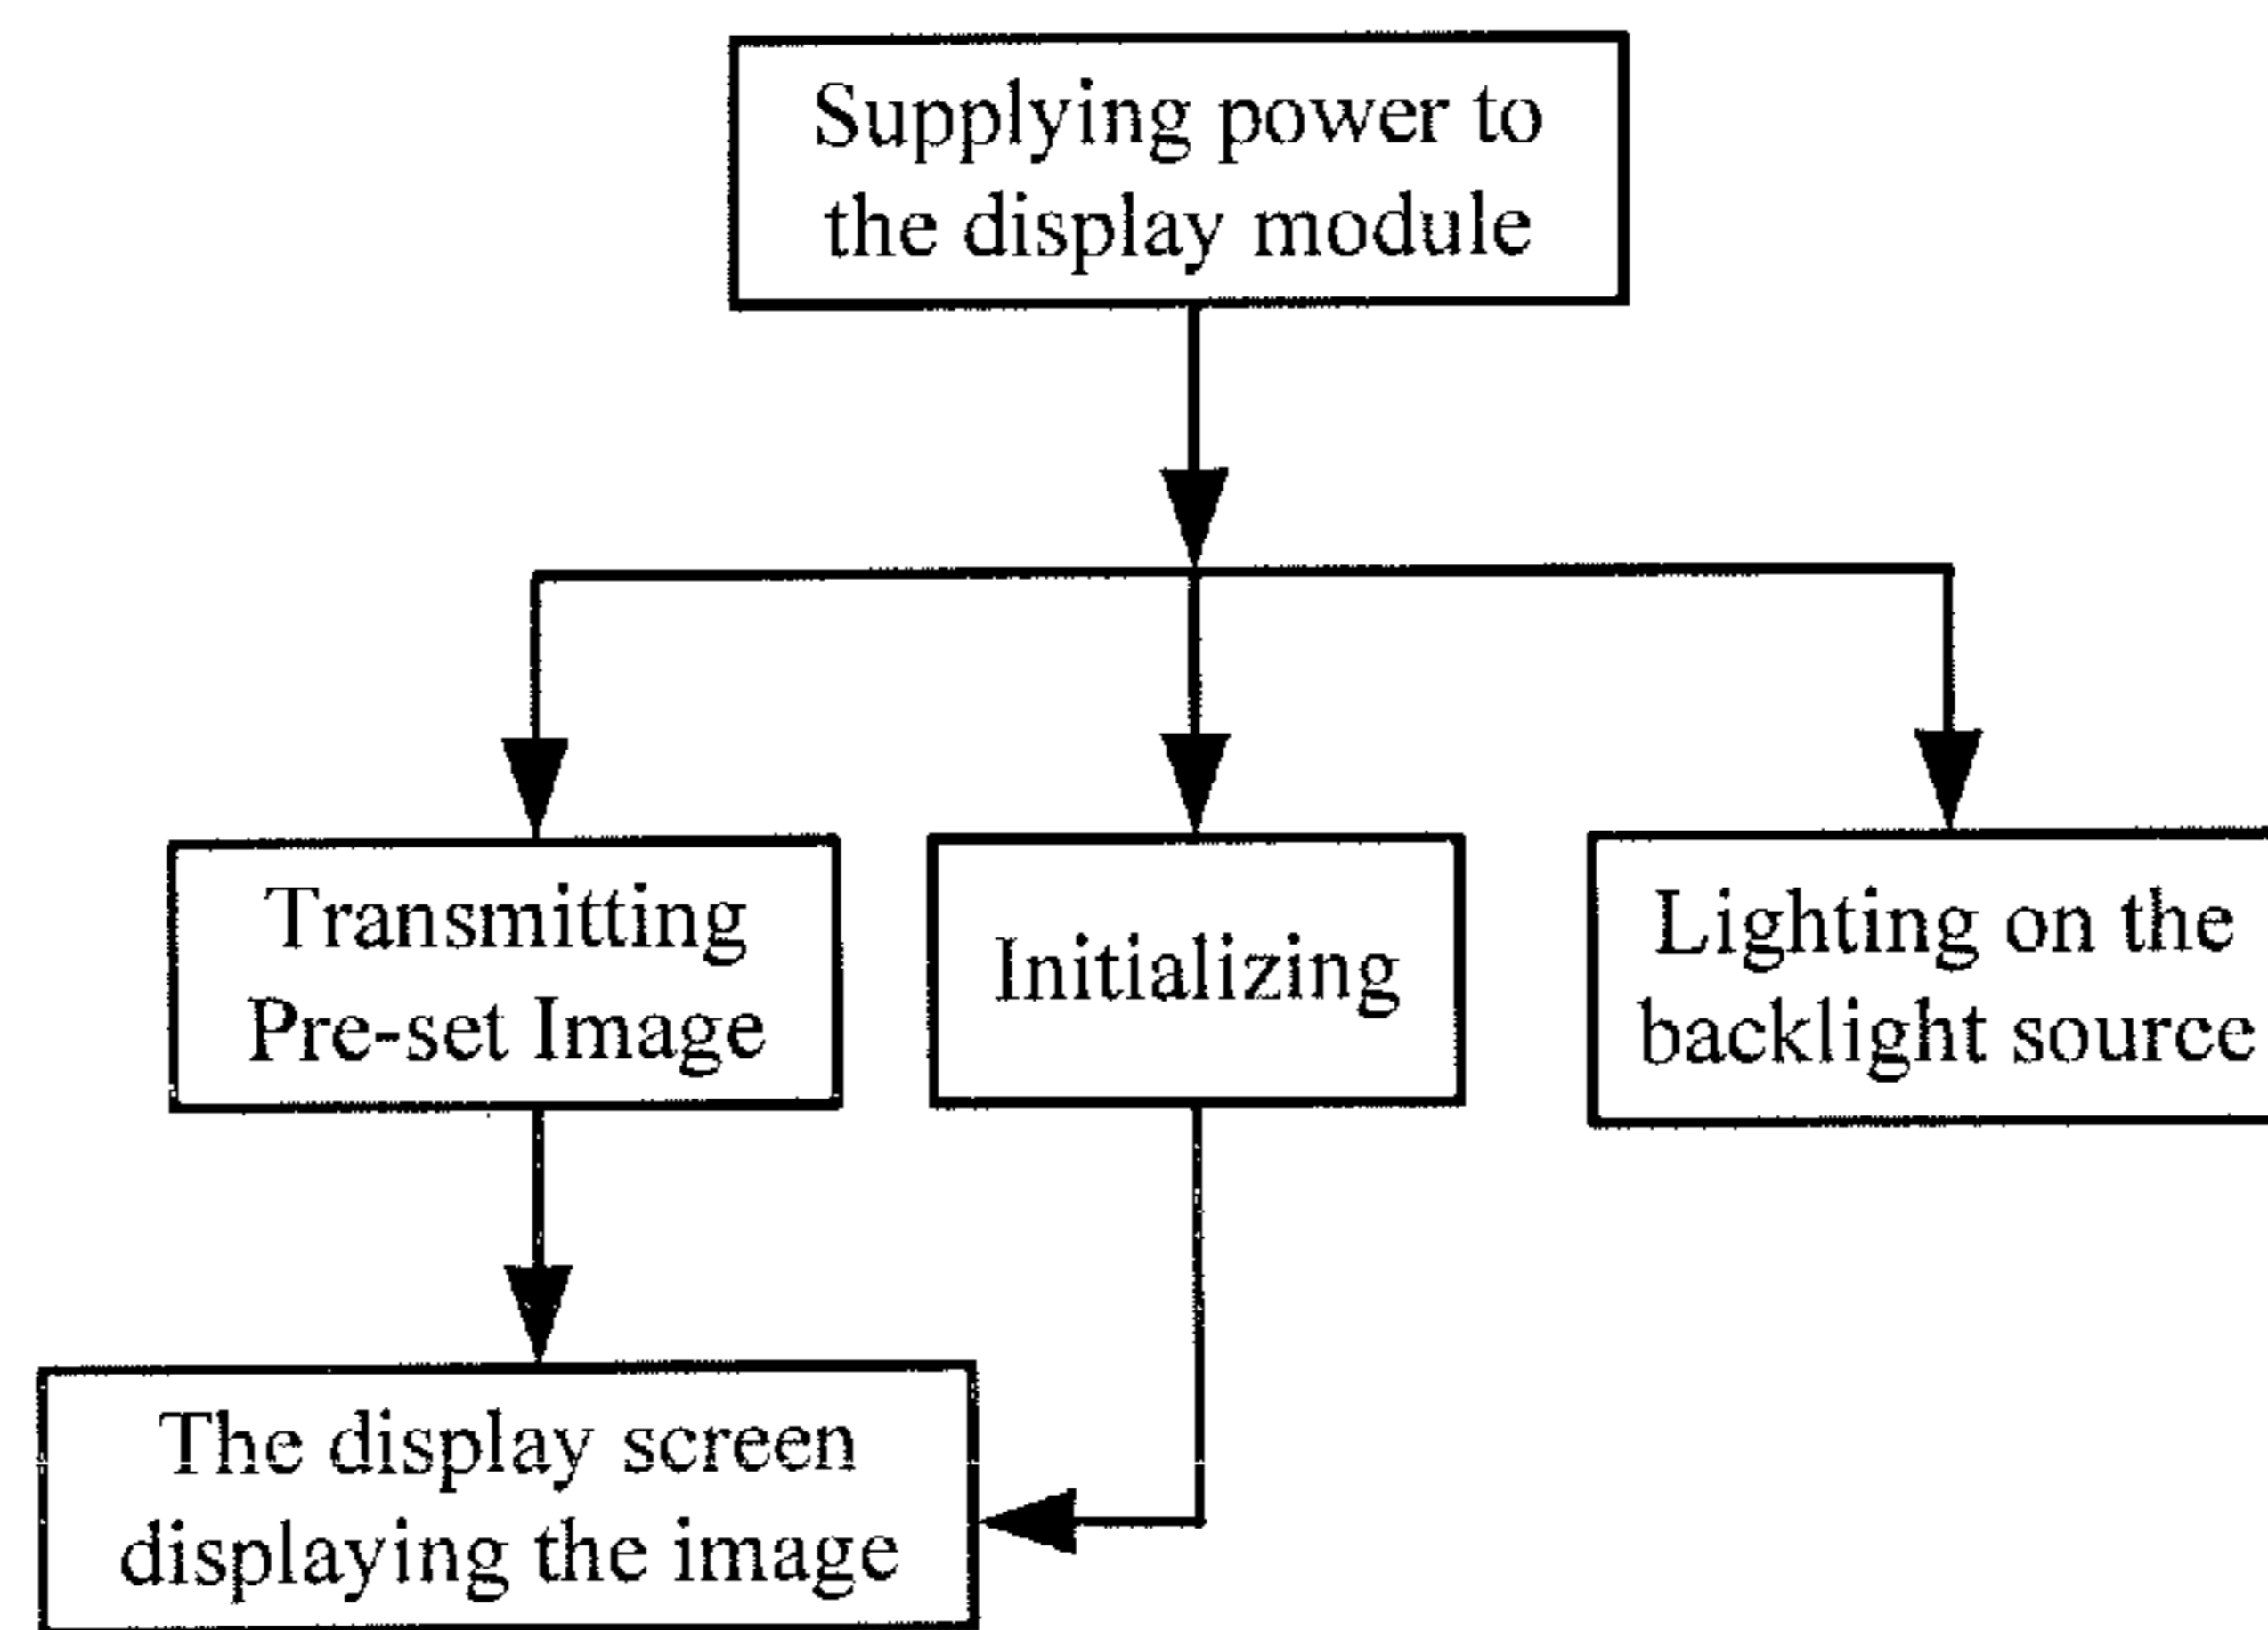 Supplying power to
the display module
Transmitting
Pre-set Image
Initializing
Lighting on the
backlight source
The display screen
displaying the image